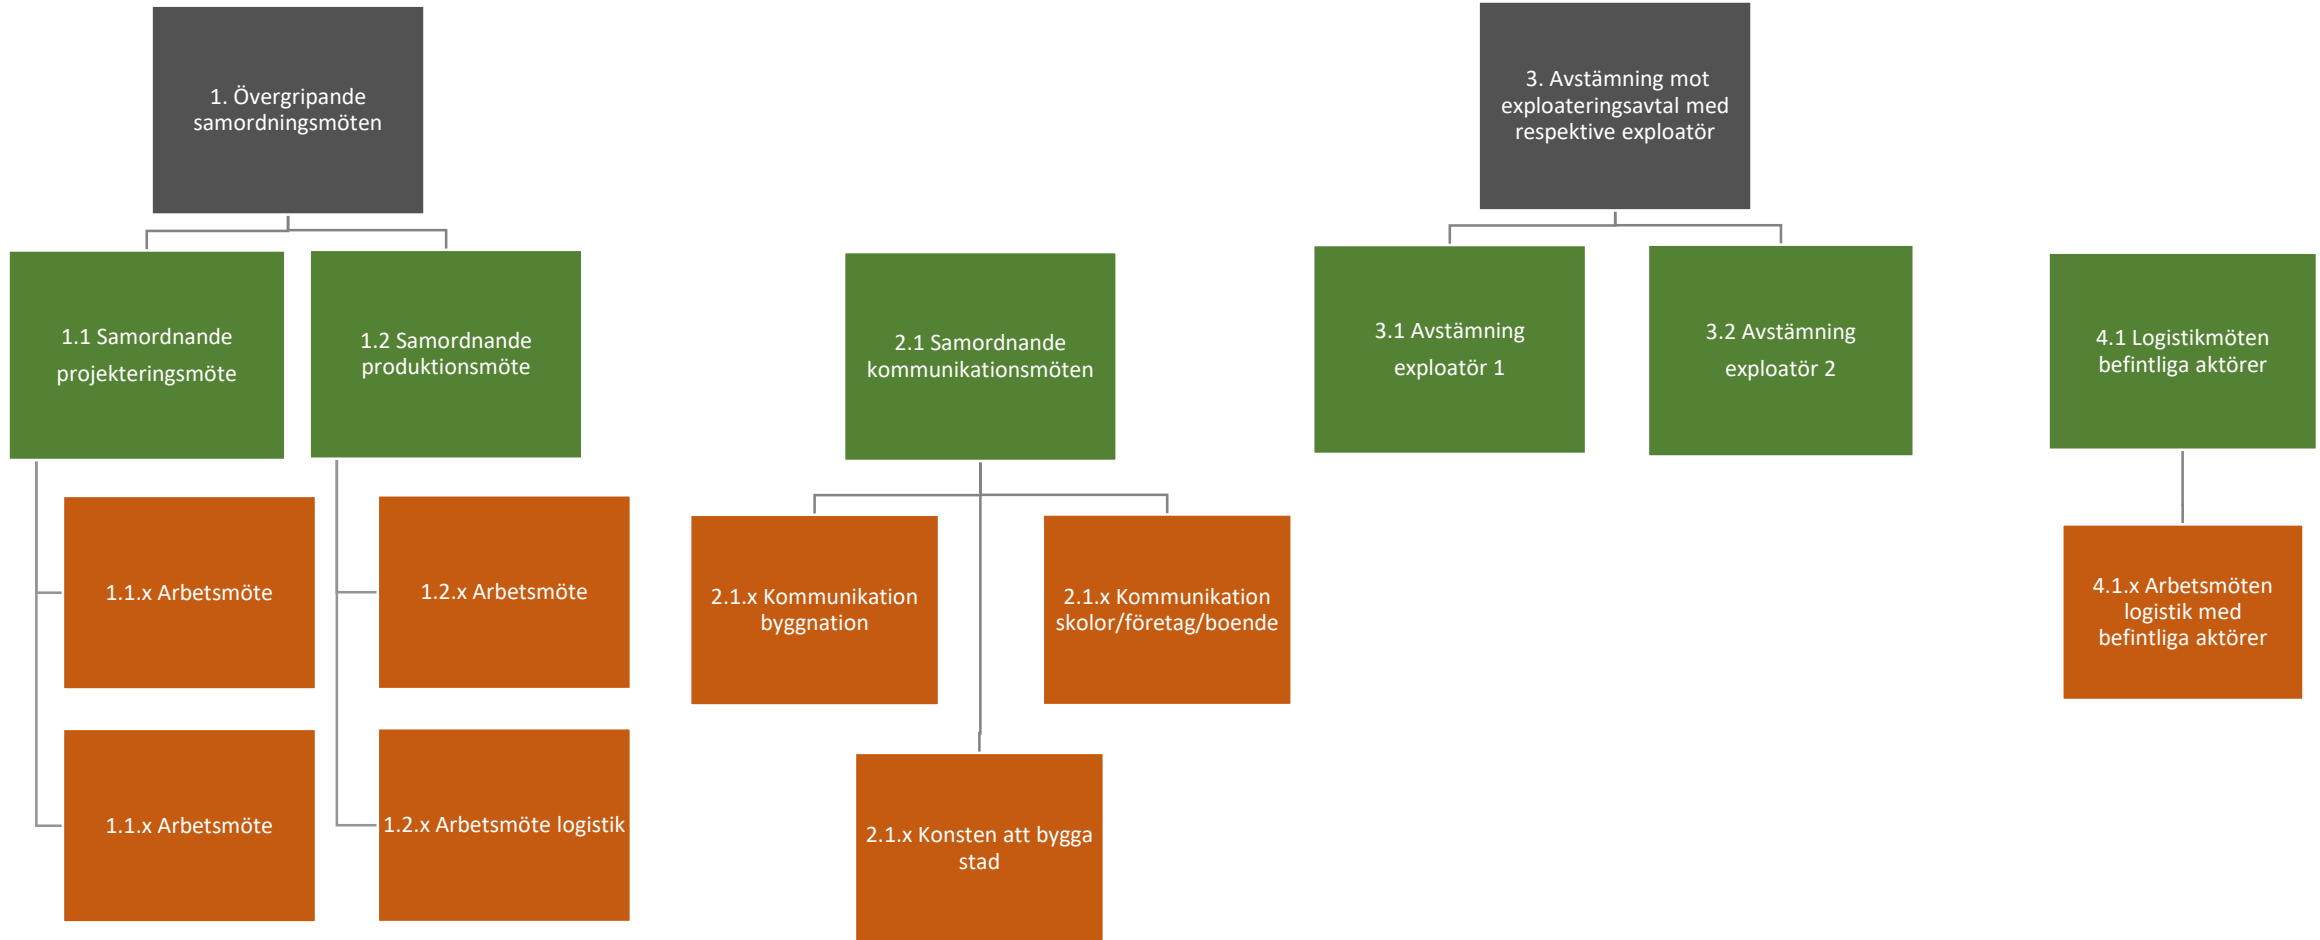 1. Övergripande
samordningsmöten
3. Avstämning mot
exploateringsavtal med
respektive exploatör
1.1 Samordnande
projekteringsmöte
1.2 Samordnande
produktionsmöte
2.1 Samordnande
kommunikationsmöten
3.1 Avstämning
exploatör 1
3.2 Avstämning
exploatör 2
4.1 Logistikmöten
befintliga aktörer
1.1.x Arbetsmöte
1.2.x Arbetsmöte
2.1.x Kommunikation
byggnation
2.1.x Kommunikation
skolor/företag/boende
4.1.x Arbetsmöten
logistik med
befintliga aktörer
1.1.x Arbetsmöte
1.2.x Arbetsmöte logistik
2.1.x Konsten att bygga
stad